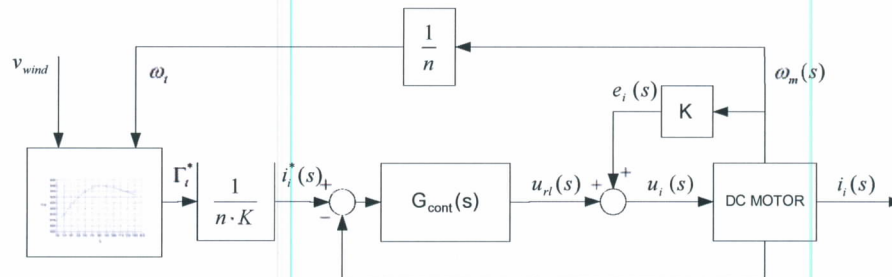 1
n
v_wind
ω_t
ω_m(s)
e_i(s)
K
Γ_t^*
i_i^*(s)
1
n·K
+
−
G_cont(s)
u_rl(s)
+
+
u_i(s)
DC MOTOR
i_i(s)